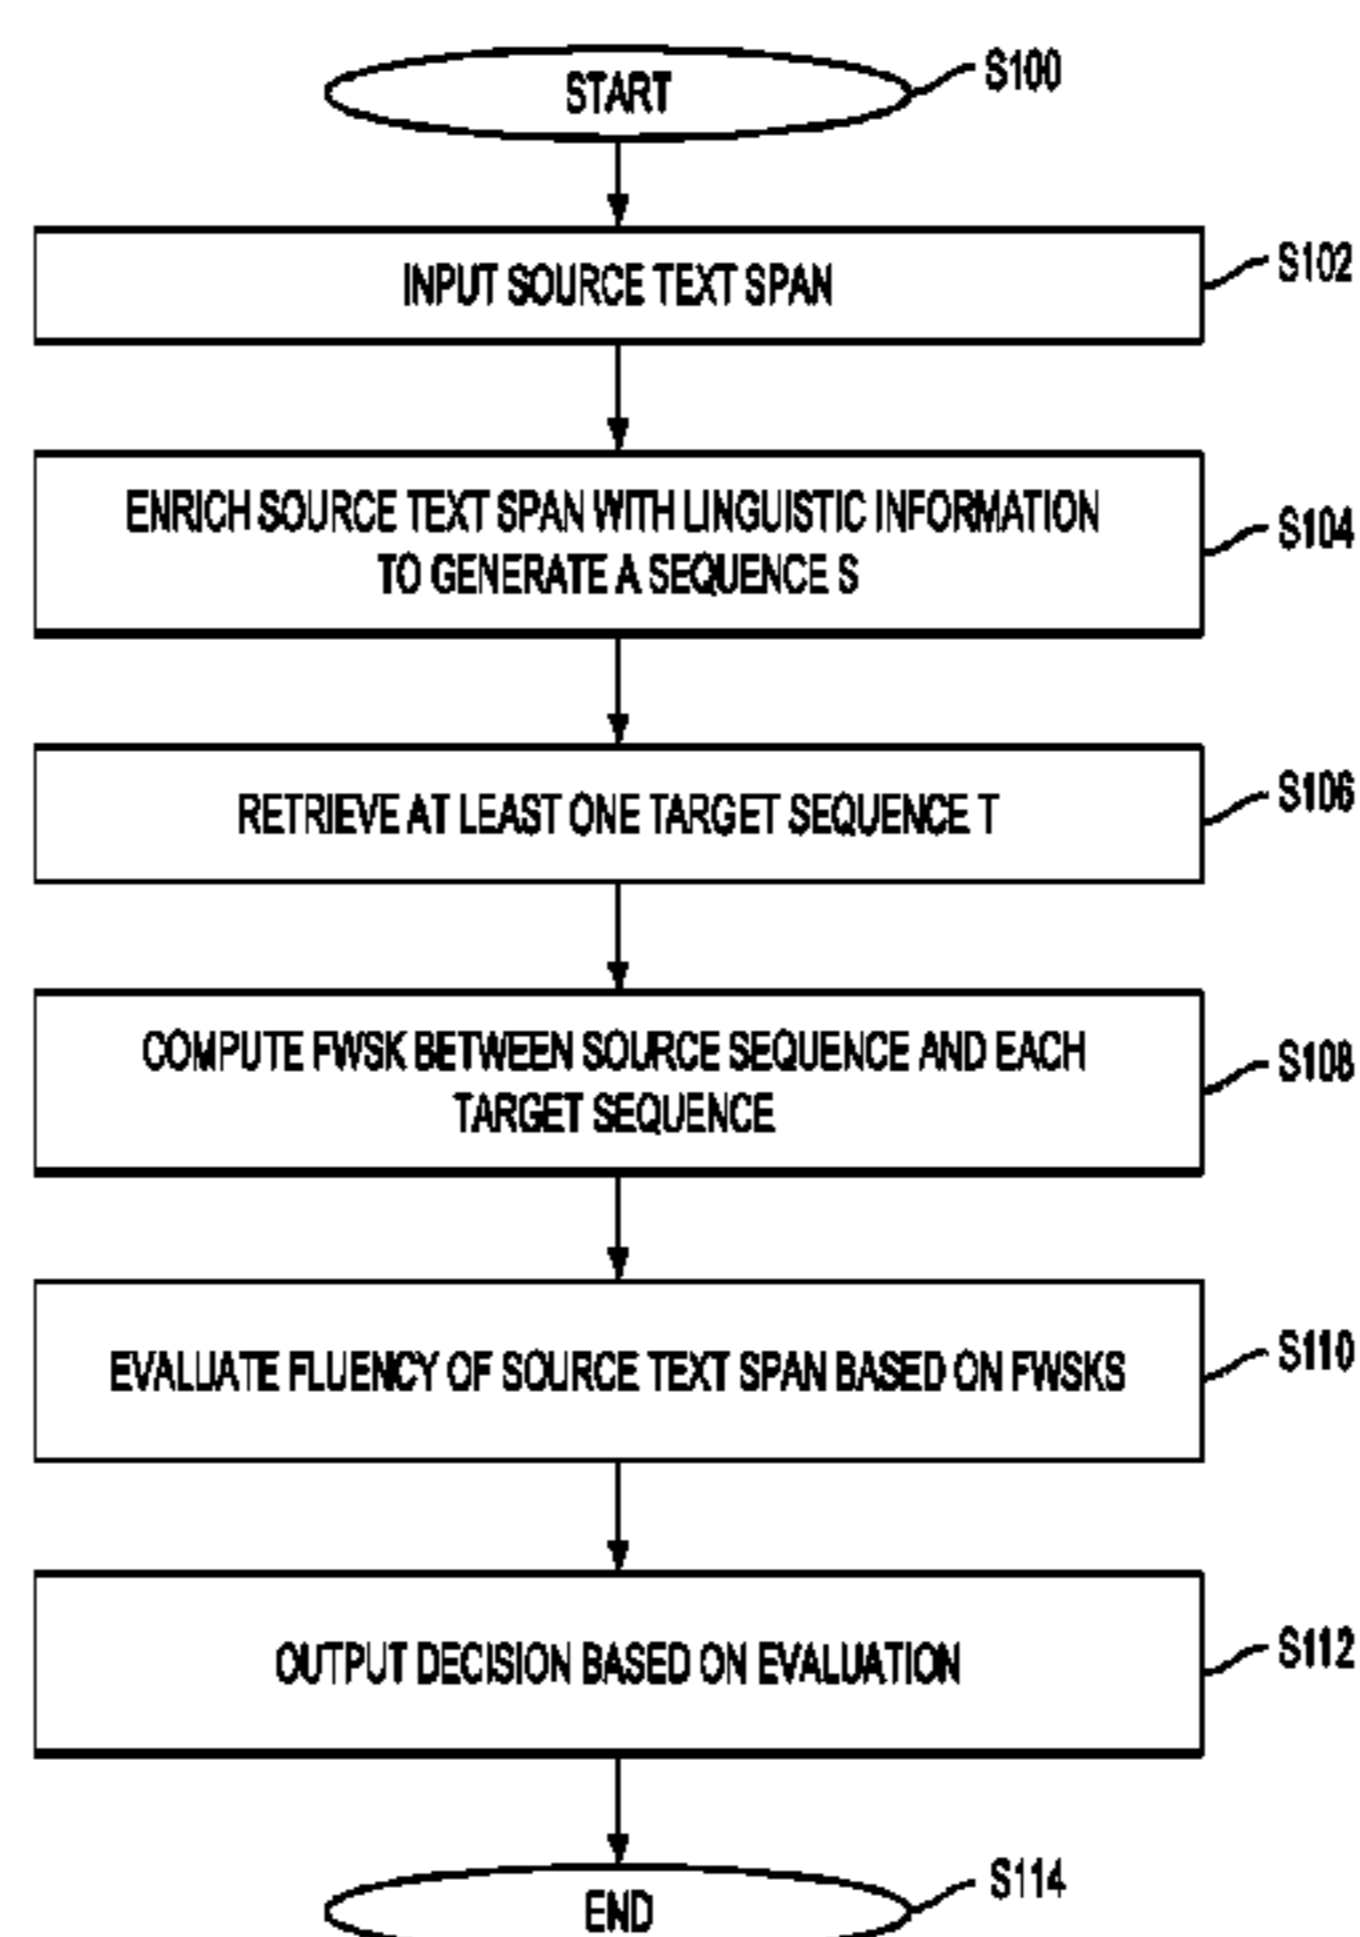 START
S100
INPUT SOURCE TEXT SPAN
S102
ENRICH SOURCE TEXT SPAN WITH LINGUISTIC INFORMATION
TO GENERATE A SEQUENCE S
S104
RETRIEVE AT LEAST ONE TARGET SEQUENCE T
S106
COMPUTE FWSK BETWEEN SOURCE SEQUENCE AND EACH
TARGET SEQUENCE
S108
EVALUATE FLUENCY OF SOURCE TEXT SPAN BASED ON FWSKS
S110
OUTPUT DECISION BASED ON EVALUATION
S112
END
S114